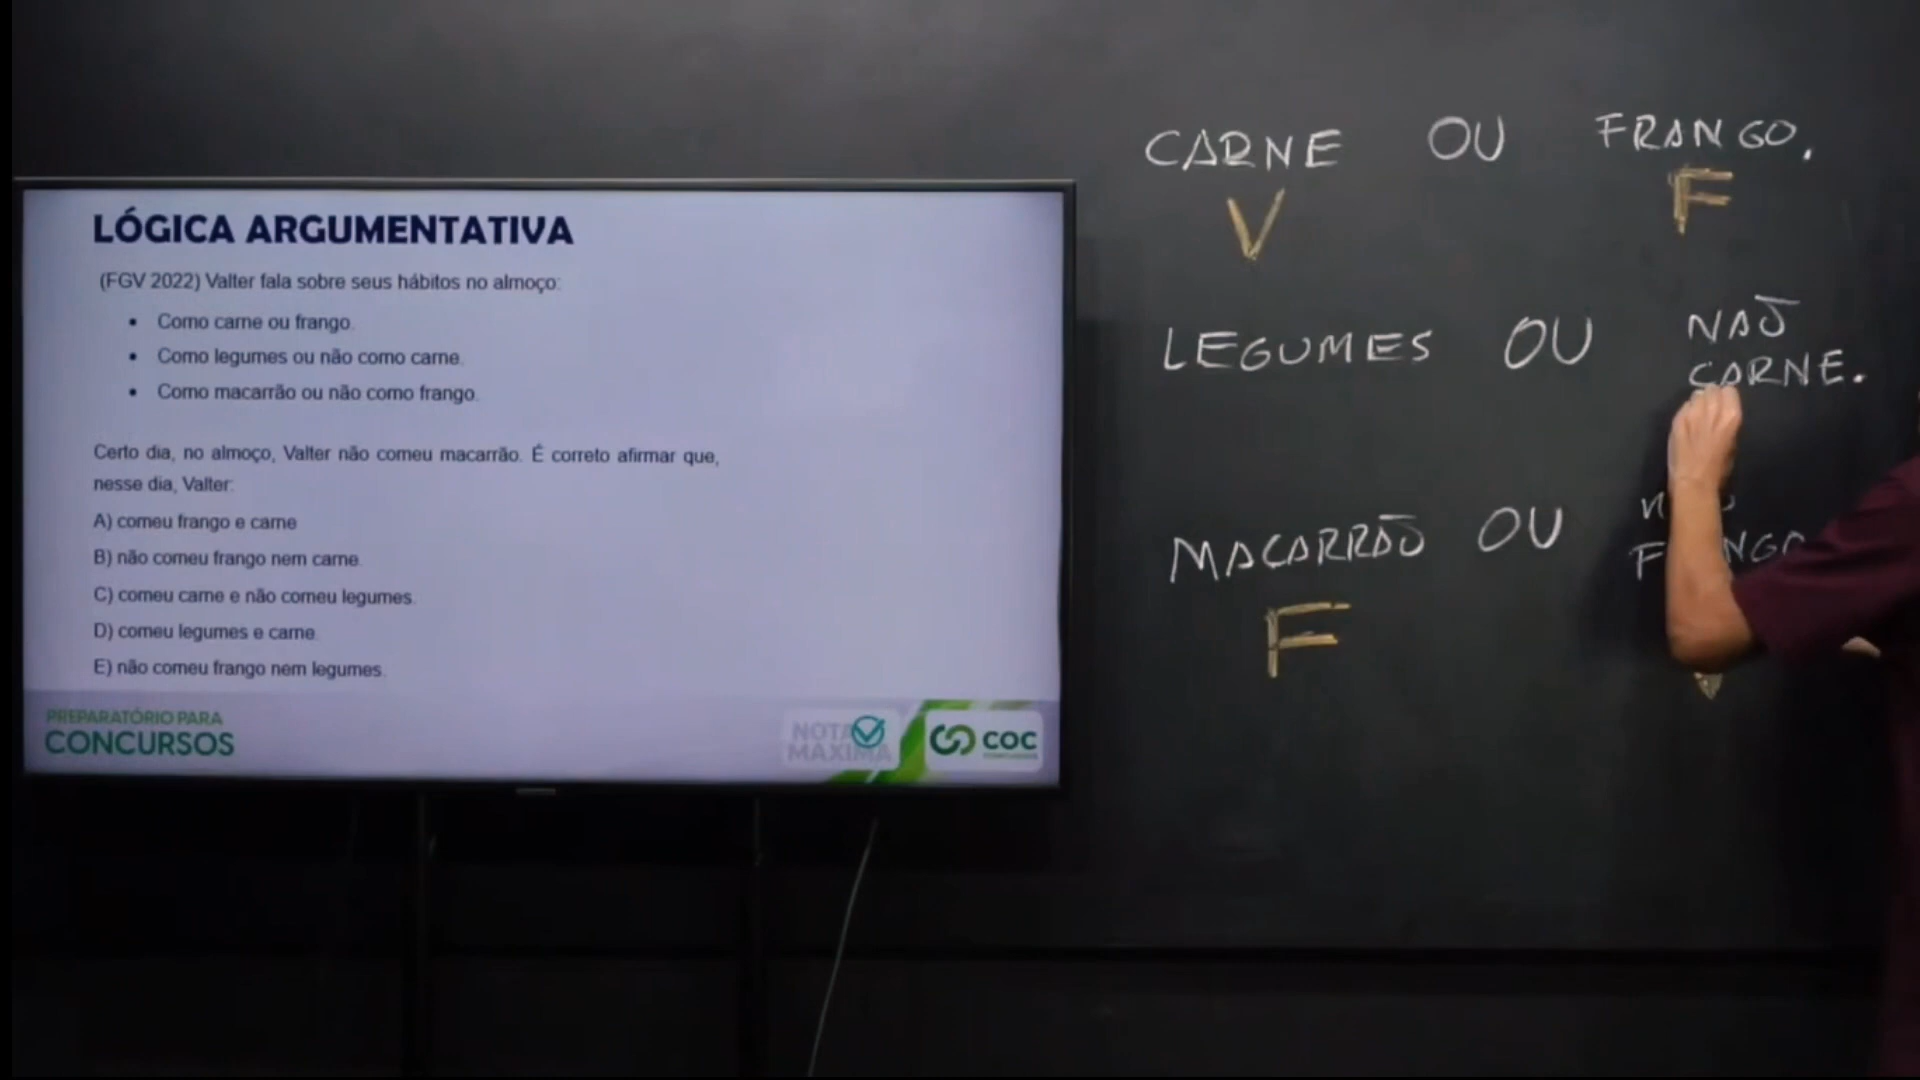 LÓGICA ARGUMENTATIVA
(FGV 2022) Valter fala sobre seus hábitos no almoço:
• Como carne ou frango.
• Como legumes ou não como carne.
• Como macarrão ou não como frango.
Certo dia, no almoço, Valter não comeu macarrão. É correto afirmar que,
nesse dia, Valter:
A) comeu frango e carne
B) não comeu frango nem carne.
C) comeu carne e não comeu legumes.
D) comeu legumes e carne.
E) não comeu frango nem legumes.
PREPARATÓRIO PARA
CONCURSOS
NOTA
MÁXIMA
COC
CARNE OU FRANGO.
V F
LEGUMES OU NÃO
CARNE.
MACARRÃO OU
F